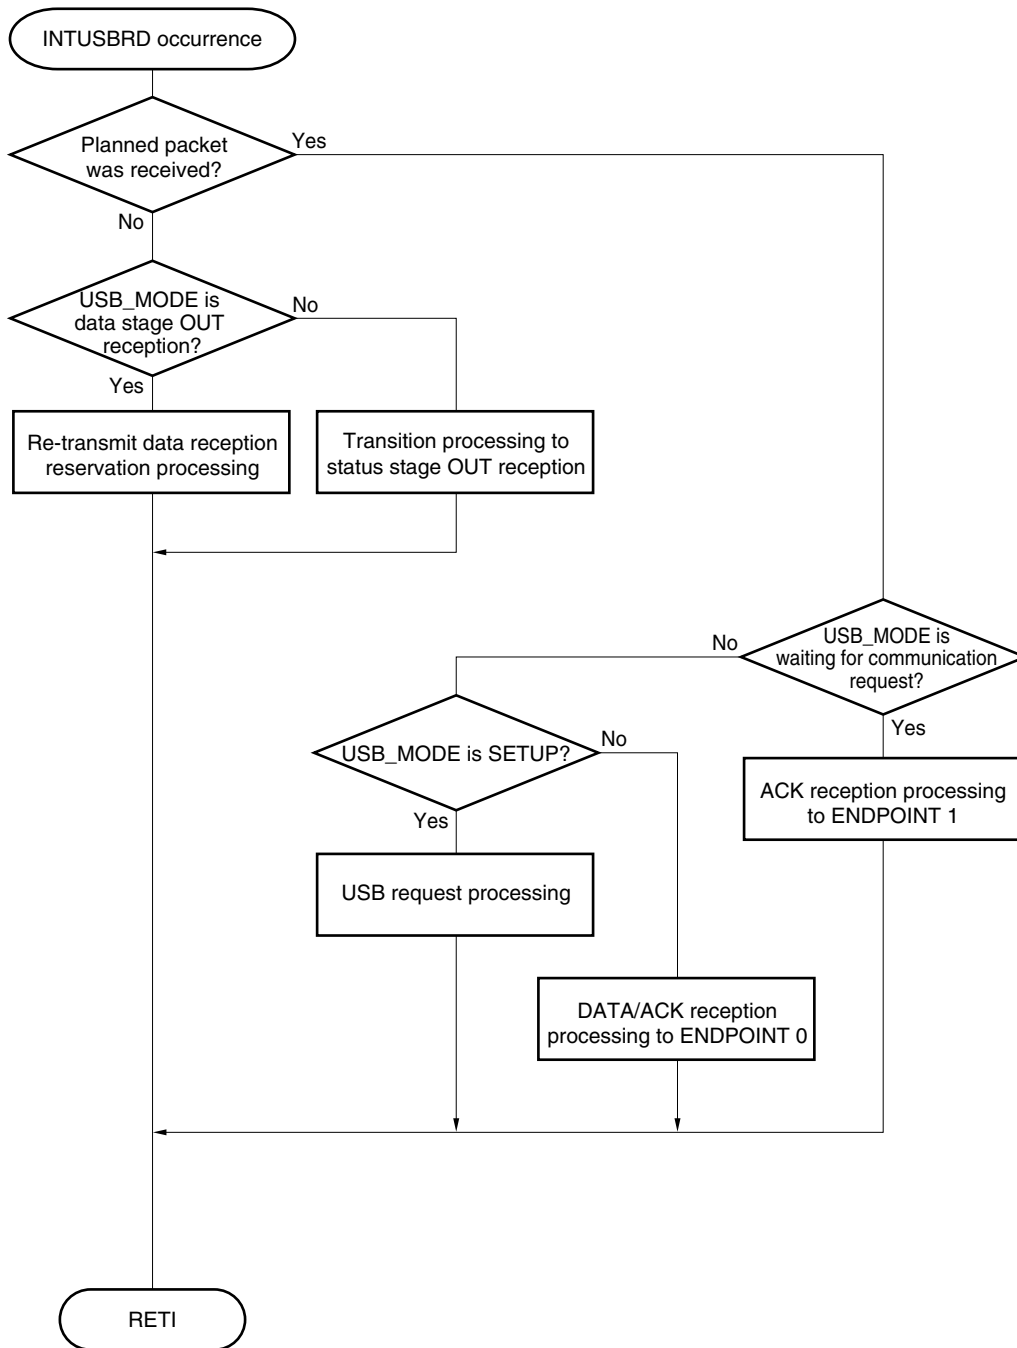 INTUSBRD occurrence
Planned packet
was received?
Yes
No
USB_MODE is
data stage OUT
reception?
No
Yes
Re-transmit data reception
reservation processing
Transition processing to
status stage OUT reception
USB_MODE is
waiting for communication
request?
No
Yes
USB_MODE is SETUP?
No
Yes
ACK reception processing
to ENDPOINT 1
USB request processing
DATA/ACK reception
processing to ENDPOINT 0
RETI